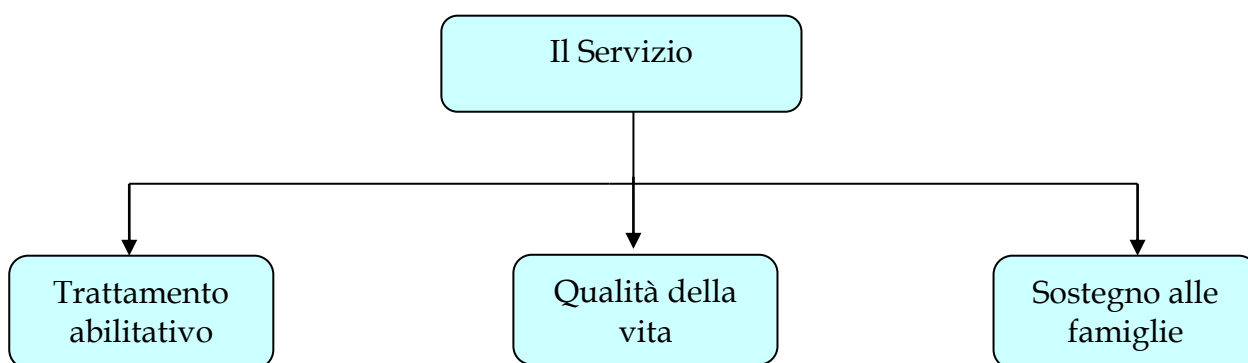 Il Servizio
Trattamento
abilitativo
Qualità della
vita
Sostegno alle
famiglie